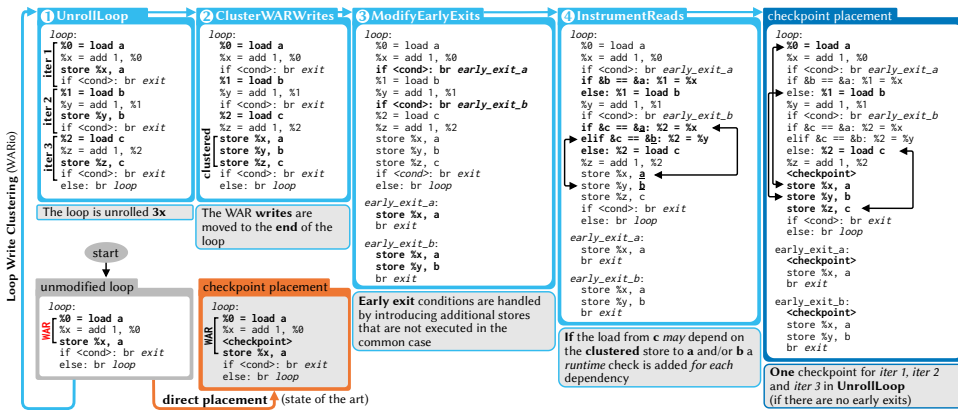 Loop Write Clustering (WARio)
1 UnrollLoop
loop:
iter 1
%0 = load a
%x = add 1, %0
store %x, a
if <cond>: br exit
iter 2
%1 = load b
%y = add 1, %1
store %y, b
if <cond>: br exit
iter 3
%2 = load c
%z = add 1, %2
store %z, c
if <cond>: br exit
else: br loop
The loop is unrolled 3x
2 ClusterWARWrites
loop:
%0 = load a
%x = add 1, %0
if <cond>: br exit
%1 = load b
%y = add 1, %1
if <cond>: br exit
%2 = load c
%z = add 1, %2
clustered
store %x, a
store %y, b
store %z, c
if <cond>: br exit
else: br loop
The WAR writes are
moved to the end of the
loop
3 ModifyEarlyExits
loop:
%0 = load a
%x = add 1, %0
if <cond>: br early_exit_a
%1 = load b
%y = add 1, %1
if <cond>: br early_exit_b
%2 = load c
%z = add 1, %2
store %x, a
store %y, b
store %z, c
if <cond>: br exit
else: br loop
early_exit_a:
store %x, a
br exit
early_exit_b:
store %x, a
store %y, b
br exit
Early exit conditions are handled
by introducing additional stores
that are not executed in the
common case
4 InstrumentReads
loop:
%0 = load a
%x = add 1, %0
if <cond>: br early_exit_a
if &b == &a: %1 = %x
else: %1 = load b
%y = add 1, %1
if <cond>: br early_exit_b
if &c == &a: %2 = %x
elif &c == &b: %2 = %y
else: %2 = load c
%z = add 1, %2
store %x, a
store %y, b
store %z, c
if <cond>: br exit
else: br loop
early_exit_a:
store %x, a
br exit
early_exit_b:
store %x, a
store %y, b
br exit
If the load from c may depend
on the clustered store to a and/or b a
runtime check is added for each
dependency
checkpoint placement
loop:
%0 = load a
%x = add 1, %0
if <cond>: br early_exit_a
if &b == &a: %1 = %x
else: %1 = load b
%y = add 1, %1
if <cond>: br early_exit_b
if &c == &a: %2 = %x
elif &c == &b: %2 = %y
else: %2 = load c
%z = add 1, %2
<checkpoint>
store %x, a
store %y, b
store %z, c
if <cond>: br exit
else: br loop
early_exit_a:
<checkpoint>
store %x, a
br exit
early_exit_b:
<checkpoint>
store %x, a
store %y, b
br exit
One checkpoint for iter 1, iter 2
and iter 3 in UnrollLoop
(if there are no early exits)
start
unmodified loop
loop:
WAR
%0 = load a
%x = add 1, %0
store %x, a
if <cond>: br exit
else: br loop
checkpoint placement
loop:
WAR
%0 = load a
%x = add 1, %0
<checkpoint>
store %x, a
if <cond>: br exit
else: br loop
direct placement (state of the art)